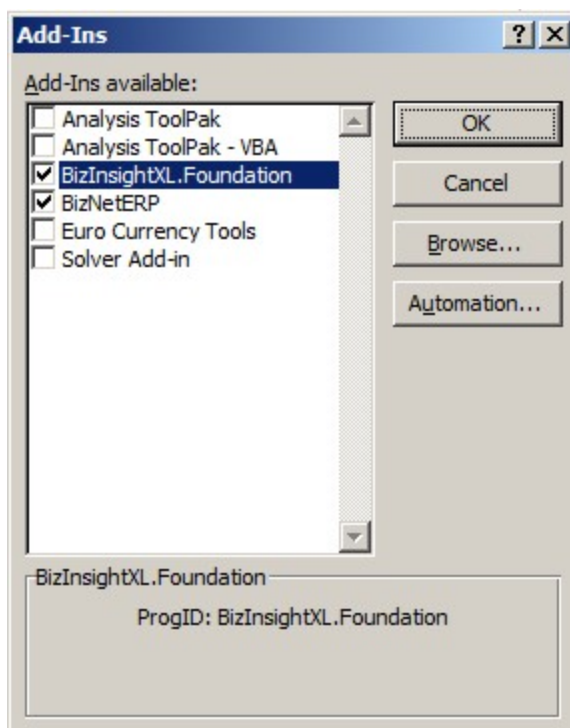 Add-Ins
Add-Ins available:
Analysis ToolPak
Analysis ToolPak - VBA
BizInsightXL.Foundation
BizNetERP
Euro Currency Tools
Solver Add-in
OK
Cancel
Browse...
Automation...
BizInsightXL.Foundation
ProgID: BizInsightXL.Foundation